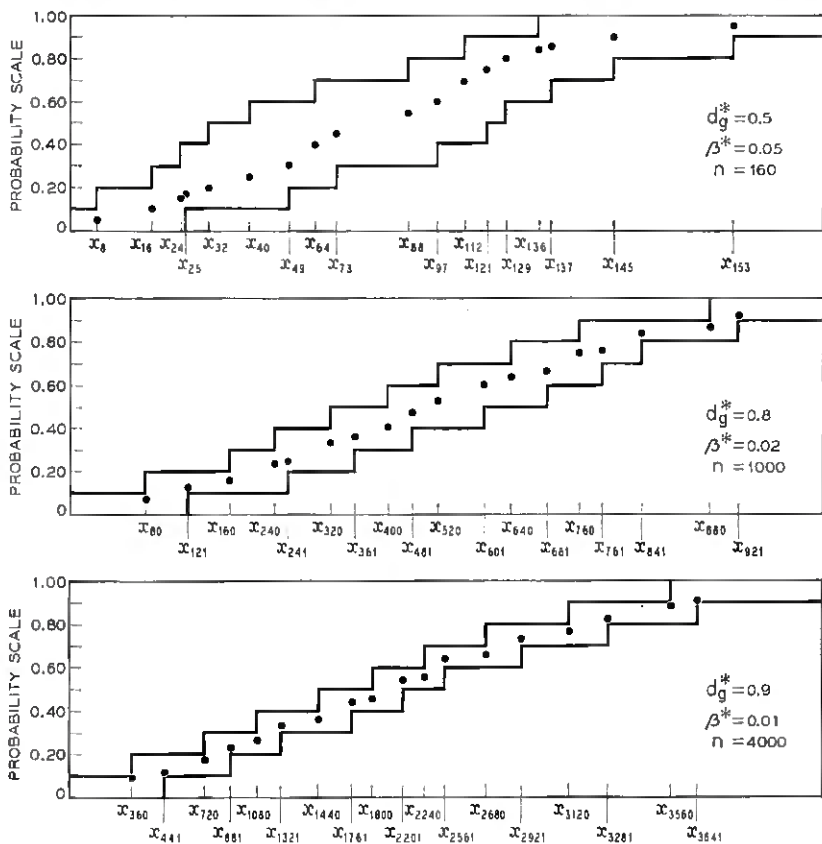 PROBABILITY SCALE
1.00
0.80
0.60
0.40
0.20
0
d*g = 0.5
β* = 0.05
n = 160
x8 x16 x24 x32 x40 x64 x88 x112 x136
x25 x49 x73 x97 x121 x129 x137 x145 x153
PROBABILITY SCALE
1.00
0.80
0.60
0.40
0.20
0
d*g = 0.8
β* = 0.02
n = 1000
x80 x160 x240 x320 x400 x520 x640 x760 x880
x121 x241 x361 x481 x601 x681 x761 x841 x921
PROBABILITY SCALE
1.00
0.80
0.60
0.40
0.20
0
d*g = 0.9
β* = 0.01
n = 4000
x360 x720 x1080 x1440 x1800 x2240 x2680 x3120 x3560
x441 x881 x1321 x1761 x2201 x2561 x2921 x3281 x3641